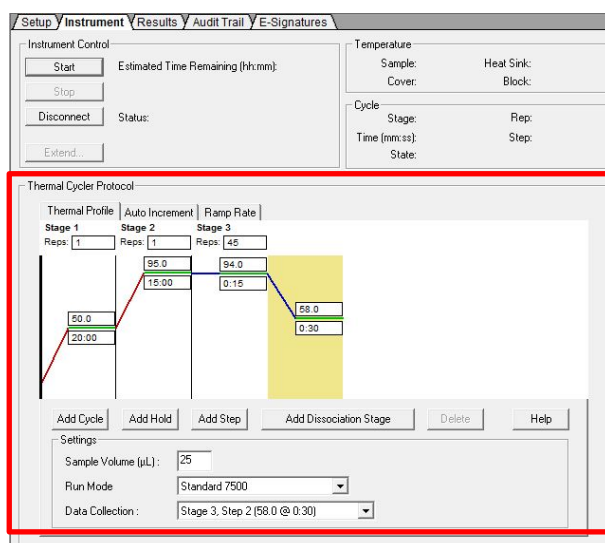 Setup Instrument Results Audit Trail E-Signatures
Instrument Control
Start Estimated Time Remaining (hh:mm):
Stop
Disconnect Status:
Extend...
Temperature
Sample: Heat Sink:
Cover: Block:
Cycle
Stage: Rep:
Time (mm:ss): Step:
State:
Thermal Cycler Protocol
Thermal Profile Auto Increment Ramp Rate
Stage 1 Stage 2 Stage 3
Reps: 1 Reps: 1 Reps: 45
95.0 94.0
15:00 0:15
50.0 58.0
20:00 0:30
Add Cycle Add Hold Add Step Add Dissociation Stage Delete Help
Settings
Sample Volume (µL) : 25
Run Mode Standard 7500
Data Collection : Stage 3, Step 2 (58.0 @ 0:30)